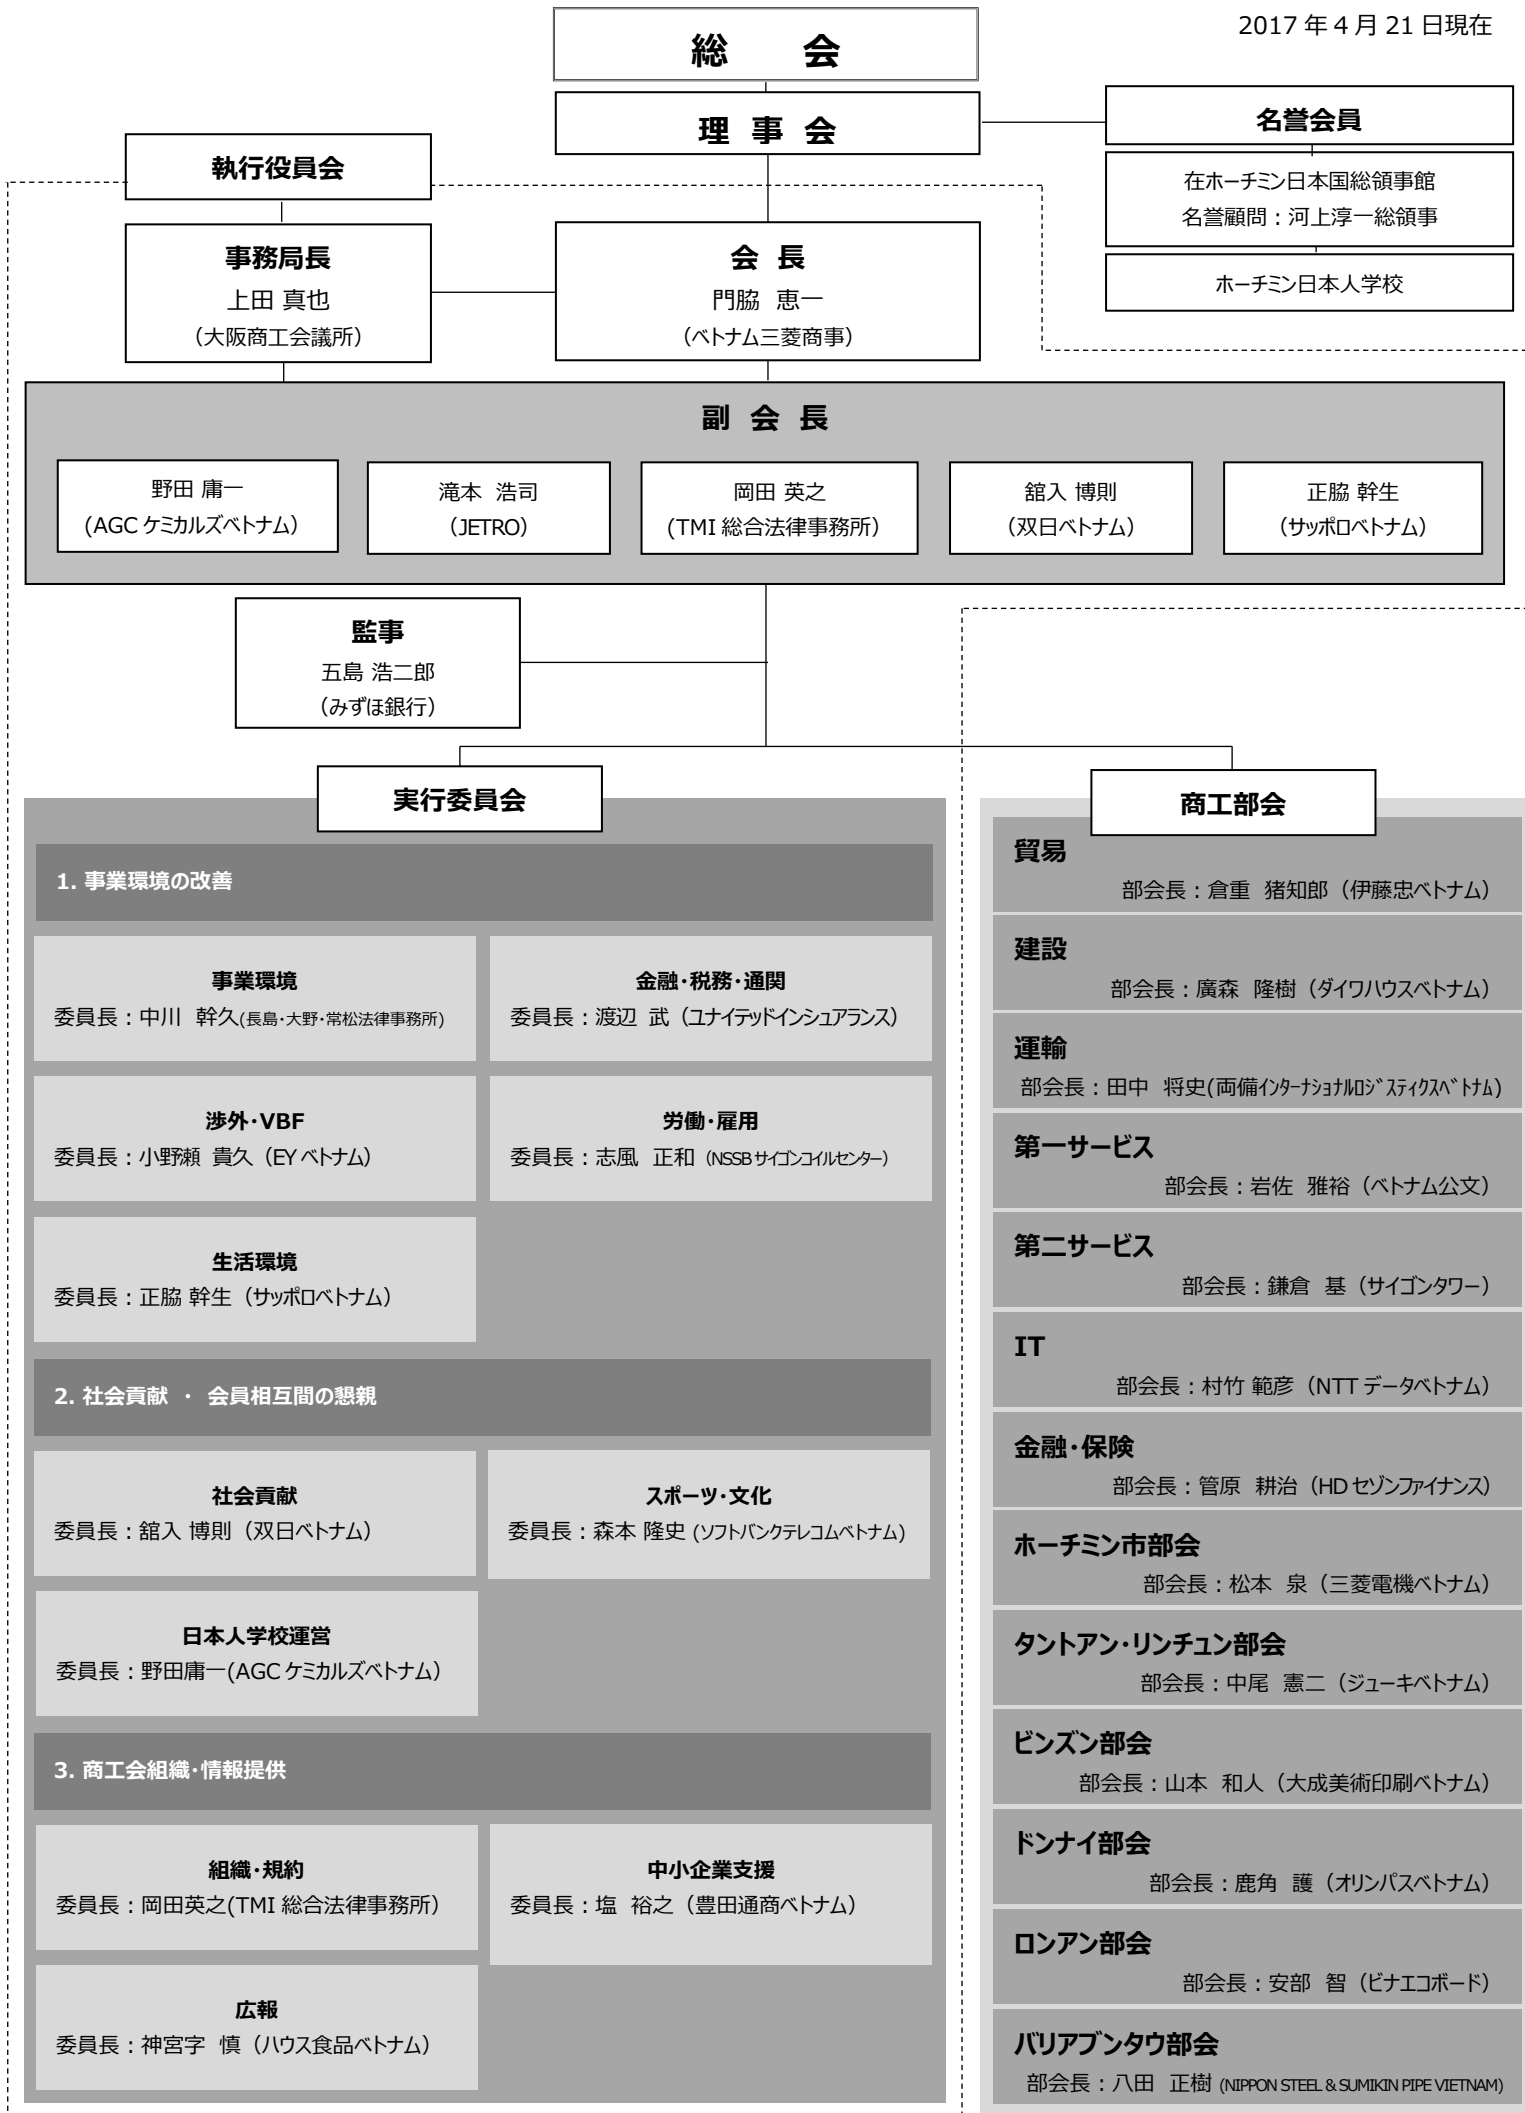 2017 年 4 月 21 日現在
総 会
理 事 会
名誉会員
在ホーチミン日本国総領事館
名誉顧問：河上淳一総領事
ホーチミン日本人学校
執行役員会
事務局長
上田 真也
（大阪商工会議所）
会 長
門脇 恵一
（ベトナム三菱商事）
副 会 長
野田 庸一
(AGC ケミカルズベトナム）
滝本 浩司
（JETRO）
岡田 英之
(TMI 総合法律事務所）
舘入 博則
（双日ベトナム）
正脇 幹生
（サッポロベトナム）
監事
五島 浩二郎
（みずほ銀行）
実行委員会
1. 事業環境の改善
事業環境
委員長：中川 幹久(長島・大野・常松法律事務所)
金融・税務・通関
委員長：渡辺 武（ユナイテッドインシュアランス）
渉外・VBF
委員長：小野瀬 貴久（EY ベトナム）
労働・雇用
委員長：志風 正和（NSSB サイゴンコイルセンター）
生活環境
委員長：正脇 幹生（サッポロベトナム）
2. 社会貢献 ・ 会員相互間の懇親
社会貢献
委員長：舘入 博則（双日ベトナム）
スポーツ・文化
委員長：森本 隆史 (ソフトバンクテレコムベトナム）
日本人学校運営
委員長：野田庸一(AGC ケミカルズベトナム）
3. 商工会組織・情報提供
組織・規約
委員長：岡田英之(TMI 総合法律事務所）
中小企業支援
委員長：塩 裕之（豊田通商ベトナム）
広報
委員長：神宮字 慎（ハウス食品ベトナム）
商工部会
貿易
部会長：倉重 猪知郎（伊藤忠ベトナム）
建設
部会長：廣森 隆樹（ダイワハウスベトナム）
運輸
部会長：田中 将史(両備ｲﾝﾀｰﾅｼｮﾅﾙﾛｼﾞｽﾃｨｸｽﾍﾞﾄﾅﾑ)
第一サービス
部会長：岩佐 雅裕（ベトナム公文）
第二サービス
部会長：鎌倉 基（サイゴンタワー）
IT
部会長：村竹 範彦（NTT データベトナム）
金融・保険
部会長：管原 耕治（HD セゾンファイナンス）
ホーチミン市部会
部会長：松本 泉（三菱電機ベトナム）
タントアン・リンチュン部会
部会長：中尾 憲二（ジューキベトナム）
ビンズン部会
部会長：山本 和人（大成美術印刷ベトナム）
ドンナイ部会
部会長：鹿角 護（オリンパスベトナム）
ロンアン部会
部会長：安部 智（ビナエコボード）
バリアブンタウ部会
部会長：八田 正樹 (NIPPON STEEL & SUMIKIN PIPE VIETNAM)